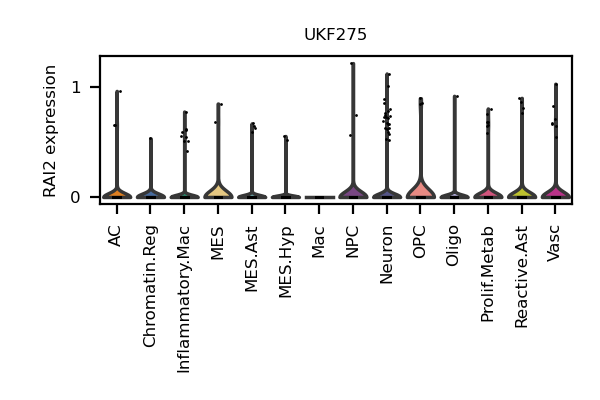 UKF275
RAI2 expression
1
0
AC
Chromatin.Reg
Inflammatory.Mac
MES
MES.Ast
MES.Hyp
Mac
NPC
Neuron
OPC
Oligo
Prolif.Metab
Reactive.Ast
Vasc